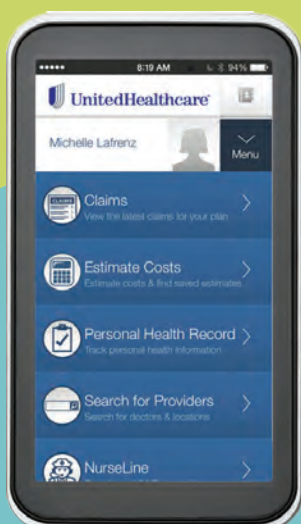 8:19 AM 94%
UnitedHealthcare
Michelle Lafrenz
Menu
CLAIMS
Claims
View the latest claims for your plan
Estimate Costs
Estimate costs & find saved estimates
Personal Health Record
Track personal health information
Search for Providers
Search for doctors & locations
NurseLine